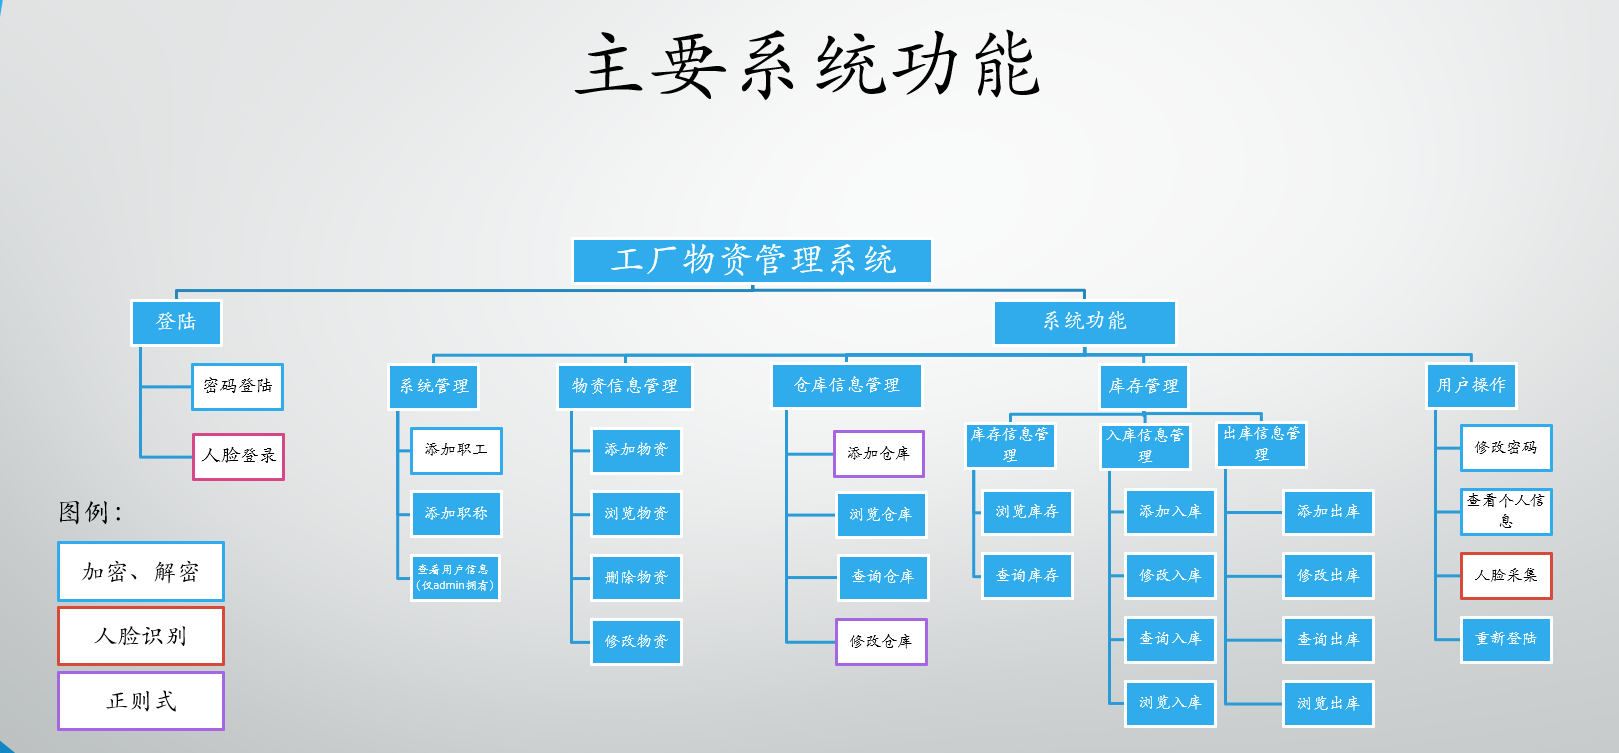 主要系统功能
工厂物资管理系统
登陆
系统功能
密码登陆
人脸登录
系统管理
添加职工
添加职称
查看用户信息
（仅admin拥有）
物资信息管理
添加物资
浏览物资
删除物资
修改物资
仓库信息管理
添加仓库
浏览仓库
查询仓库
修改仓库
库存管理
库存信息管
理
浏览库存
查询库存
入库信息管
理
添加入库
修改入库
查询入库
浏览入库
出库信息管
理
添加出库
修改出库
查询出库
浏览出库
用户操作
修改密码
查看个人信
息
人脸采集
重新登陆
图例：
加密、解密
人脸识别
正则式